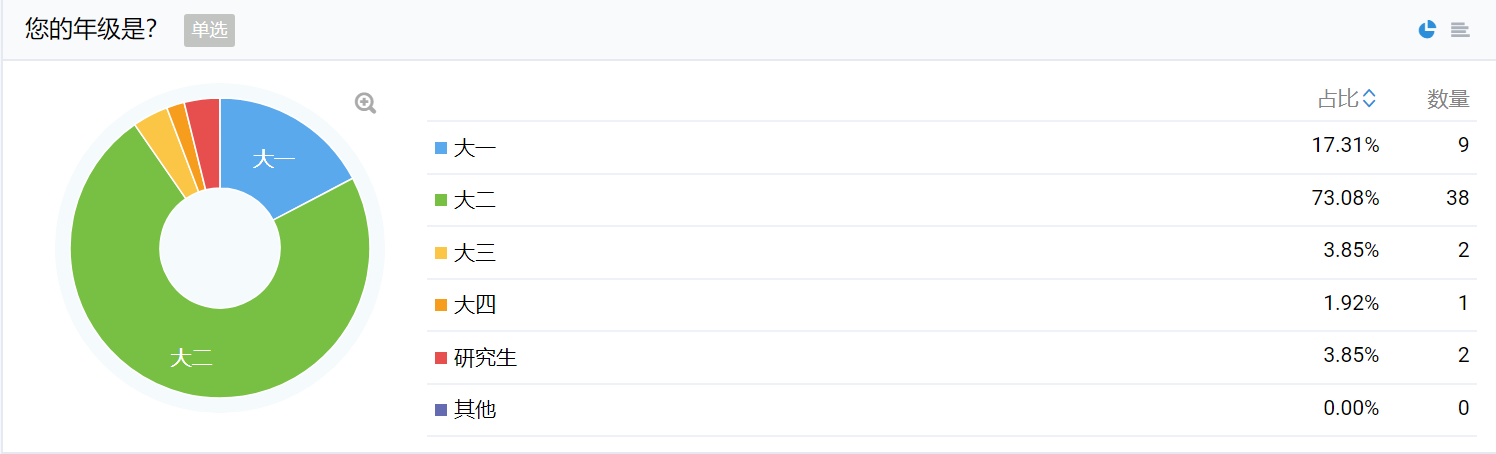 您的年级是？ 单选
占比 数量
大一 17.31% 9
大二 73.08% 38
大三 3.85% 2
大四 1.92% 1
研究生 3.85% 2
其他 0.00% 0
大一
大二